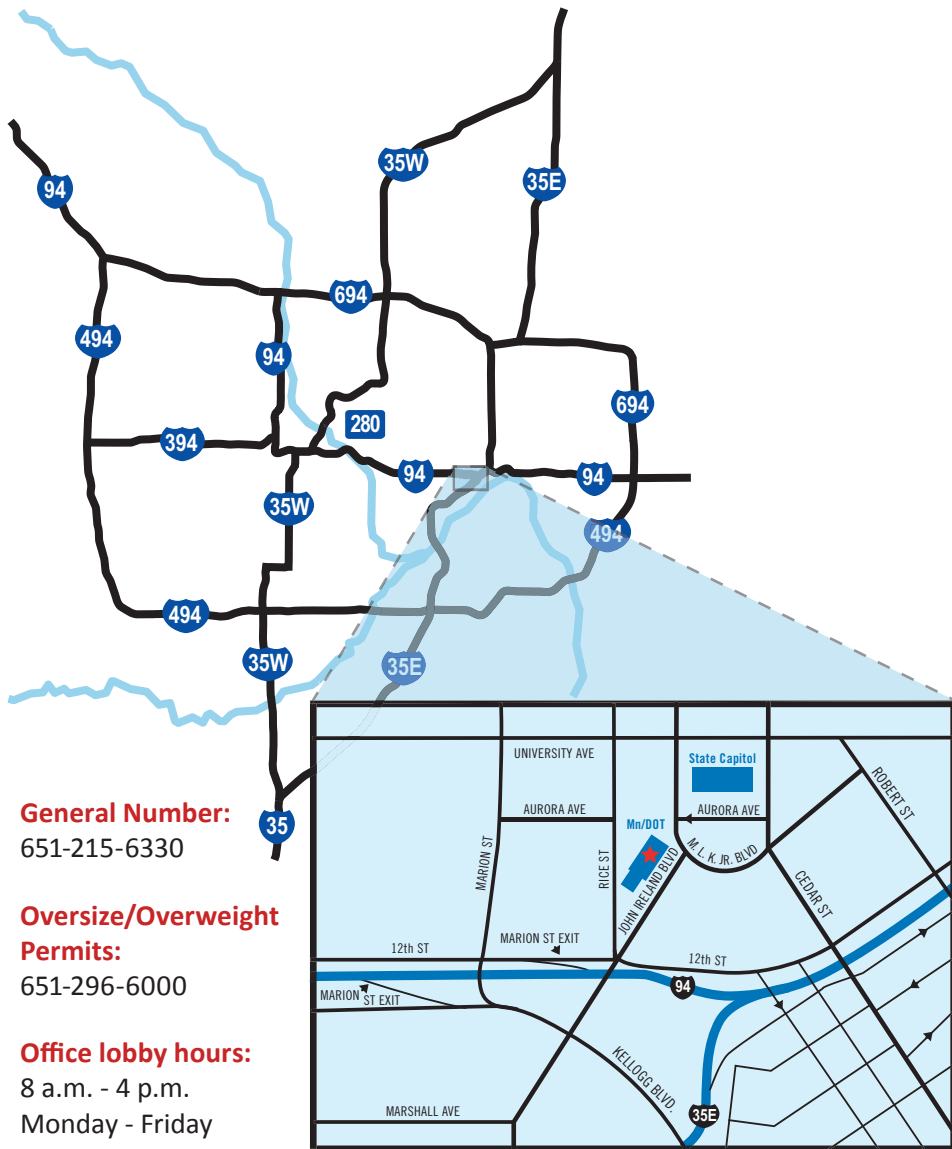 35W
35E
94
694
494
94
694
280
394
94
94
35W
494
494
35W
35E
35
General Number:
651-215-6330
Oversize/Overweight
Permits:
651-296-6000
Office lobby hours:
8 a.m. - 4 p.m.
Monday - Friday
UNIVERSITY AVE
State Capitol
ROBERT ST
AURORA AVE
AURORA AVE
Mn/DOT
M. L. K. JR. BLVD
MARION ST
RICE ST
JOHN IRELAND BLVD
CEDAR ST
12th ST
MARION ST EXIT
12th ST
94
MARION
ST EXIT
KELLOGG BLVD.
35E
MARSHALL AVE